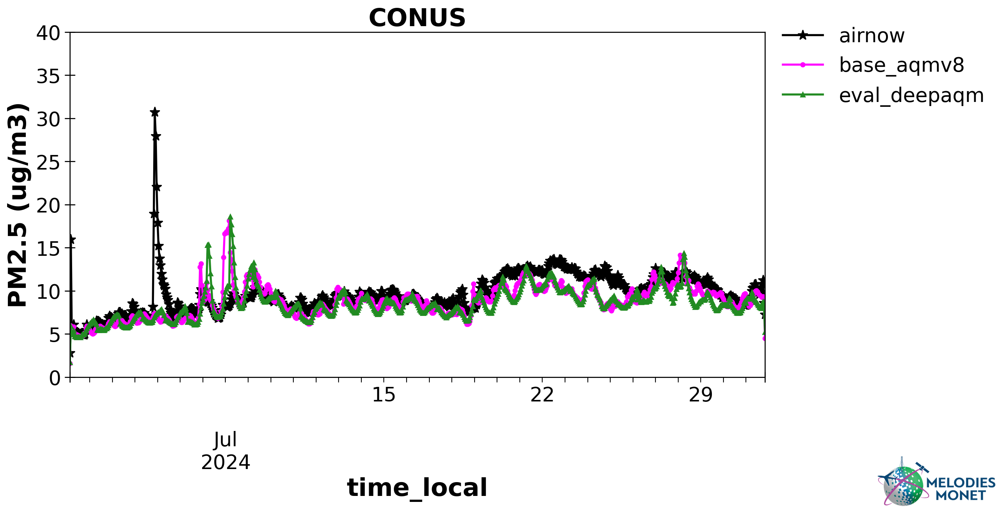 CONUS
40
35
30
25
20
15
10
5
0
PM2.5 (ug/m3)
airnow
base_aqmv8
eval_deepaqm
15
22
29
Jul
2024
time_local
MELODIES
MONET